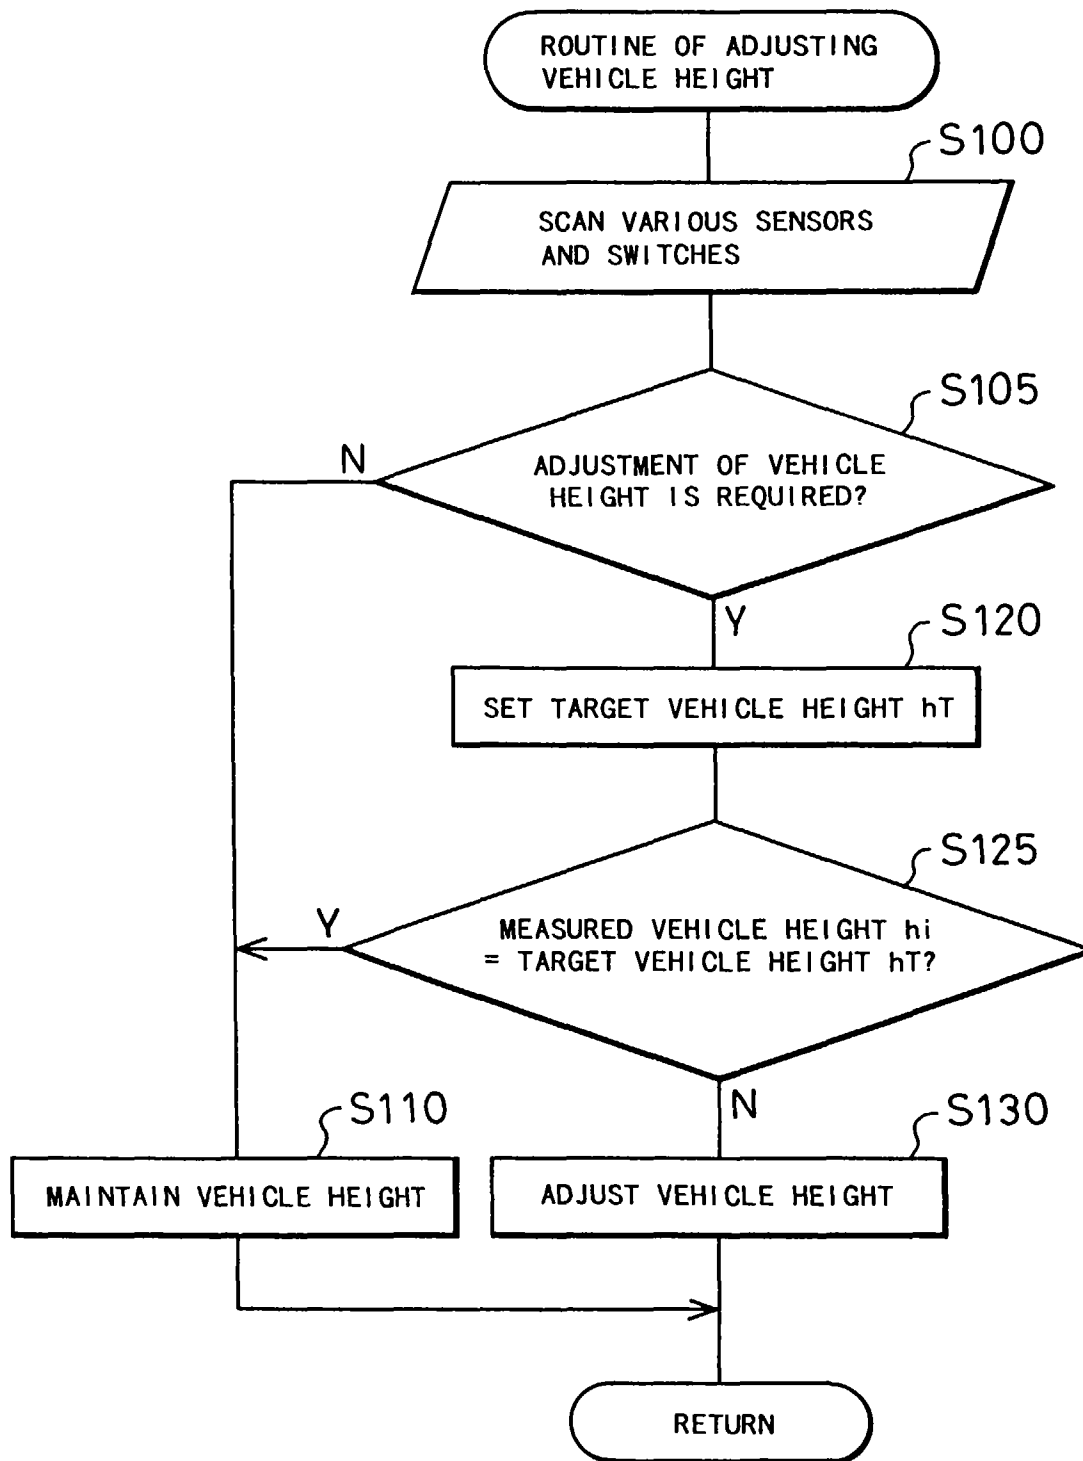 ROUTINE OF ADJUSTING
VEHICLE HEIGHT
S100
SCAN VARIOUS SENSORS
AND SWITCHES
S105
N
ADJUSTMENT OF VEHICLE
HEIGHT IS REQUIRED?
Y
S120
SET TARGET VEHICLE HEIGHT hT
S125
Y
MEASURED VEHICLE HEIGHT hi
= TARGET VEHICLE HEIGHT hT?
N
S110
S130
MAINTAIN VEHICLE HEIGHT
ADJUST VEHICLE HEIGHT
RETURN